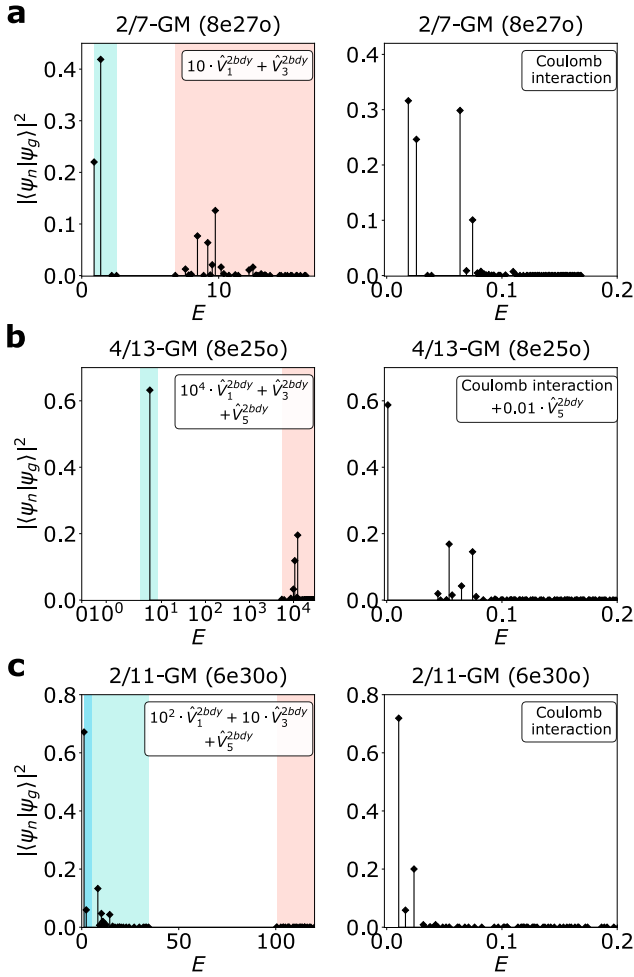 a
2/7-GM (8e27o)
2/7-GM (8e27o)
|⟨ψₙ|ψ_g⟩|²
0.4
0.3
0.2
0.1
0.0
10 · V̂₁²ᵇᵈʸ + V̂₃²ᵇᵈʸ
0
10
E
0.4
0.3
0.2
0.1
0.0
Coulomb
interaction
0.0
0.1
0.2
E
b
4/13-GM (8e25o)
4/13-GM (8e25o)
|⟨ψₙ|ψ_g⟩|²
0.6
0.4
0.2
0.0
10⁴ · V̂₁²ᵇᵈʸ + V̂₃²ᵇᵈʸ
+V̂₅²ᵇᵈʸ
010⁰
10¹
10²
10³
10⁴
E
0.6
0.4
0.2
0.0
Coulomb interaction
+0.01 · V̂₅²ᵇᵈʸ
0.0
0.1
0.2
E
c
2/11-GM (6e30o)
2/11-GM (6e30o)
|⟨ψₙ|ψ_g⟩|²
0.8
0.6
0.4
0.2
0.0
10² · V̂₁²ᵇᵈʸ + 10 · V̂₃²ᵇᵈʸ
+V̂₅²ᵇᵈʸ
0
50
100
E
0.8
0.6
0.4
0.2
0.0
Coulomb
interaction
0.0
0.1
0.2
E